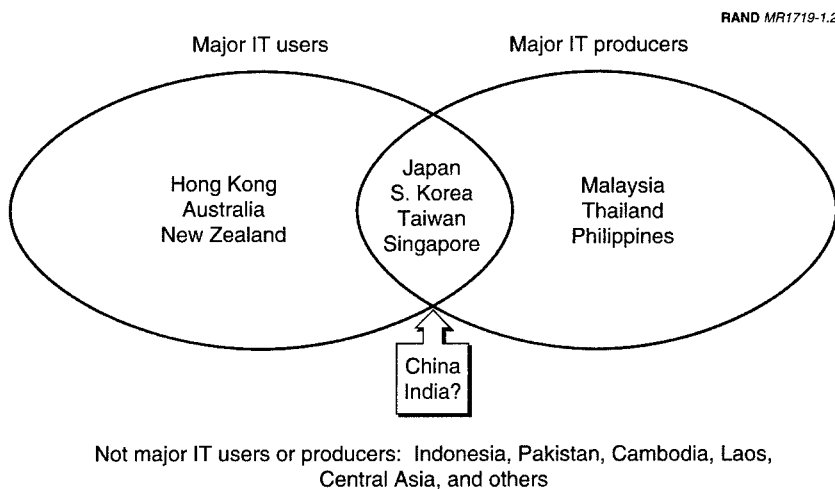 RAND MR1719-1.2
Major IT users
Major IT producers
Hong Kong
Australia
New Zealand
Japan
S. Korea
Taiwan
Singapore
Malaysia
Thailand
Philippines
China
India?
Not major IT users or producers: Indonesia, Pakistan, Cambodia, Laos,
Central Asia, and others